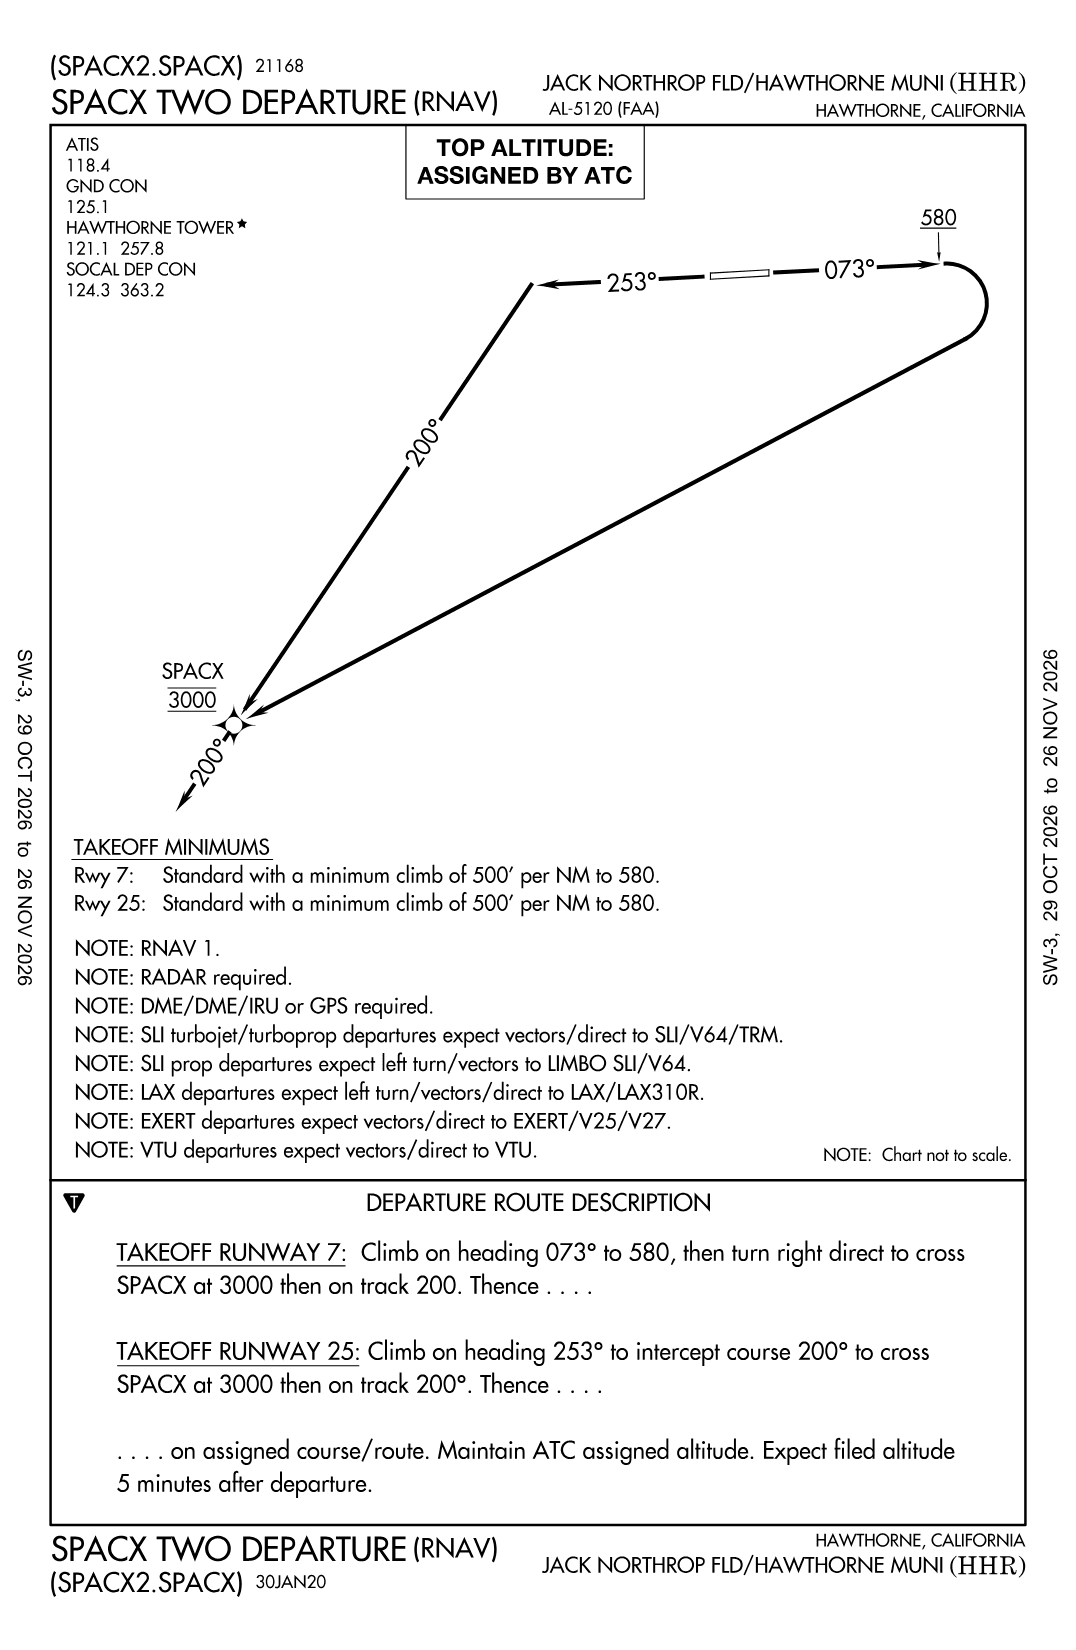 (SPACX2.SPACX) 21168
SPACX TWO DEPARTURE (RNAV)
JACK NORTHROP FLD/HAWTHORNE MUNI (HHR)
AL-5120 (FAA)
HAWTHORNE, CALIFORNIA
ATIS
118.4
GND CON
125.1
HAWTHORNE TOWER★
121.1 257.8
SOCAL DEP CON
124.3 363.2
TOP ALTITUDE:
ASSIGNED BY ATC
580
253°
073°
200°
SPACX
3000
200°
SW-3, 29 OCT 2026 to 26 NOV 2026
SW-3, 29 OCT 2026 to 26 NOV 2026
TAKEOFF MINIMUMS
Rwy 7: Standard with a minimum climb of 500' per NM to 580.
Rwy 25: Standard with a minimum climb of 500' per NM to 580.
NOTE: RNAV 1.
NOTE: RADAR required.
NOTE: DME/DME/IRU or GPS required.
NOTE: SLI turbojet/turboprop departures expect vectors/direct to SLI/V64/TRM.
NOTE: SLI prop departures expect left turn/vectors to LIMBO SLI/V64.
NOTE: LAX departures expect left turn/vectors/direct to LAX/LAX310R.
NOTE: EXERT departures expect vectors/direct to EXERT/V25/V27.
NOTE: VTU departures expect vectors/direct to VTU.
NOTE: Chart not to scale.
T
DEPARTURE ROUTE DESCRIPTION
TAKEOFF RUNWAY 7: Climb on heading 073° to 580, then turn right direct to cross
SPACX at 3000 then on track 200. Thence . . . .
TAKEOFF RUNWAY 25: Climb on heading 253° to intercept course 200° to cross
SPACX at 3000 then on track 200°. Thence . . . .
. . . . on assigned course/route. Maintain ATC assigned altitude. Expect filed altitude
5 minutes after departure.
SPACX TWO DEPARTURE (RNAV)
(SPACX2.SPACX) 30JAN20
HAWTHORNE, CALIFORNIA
JACK NORTHROP FLD/HAWTHORNE MUNI (HHR)